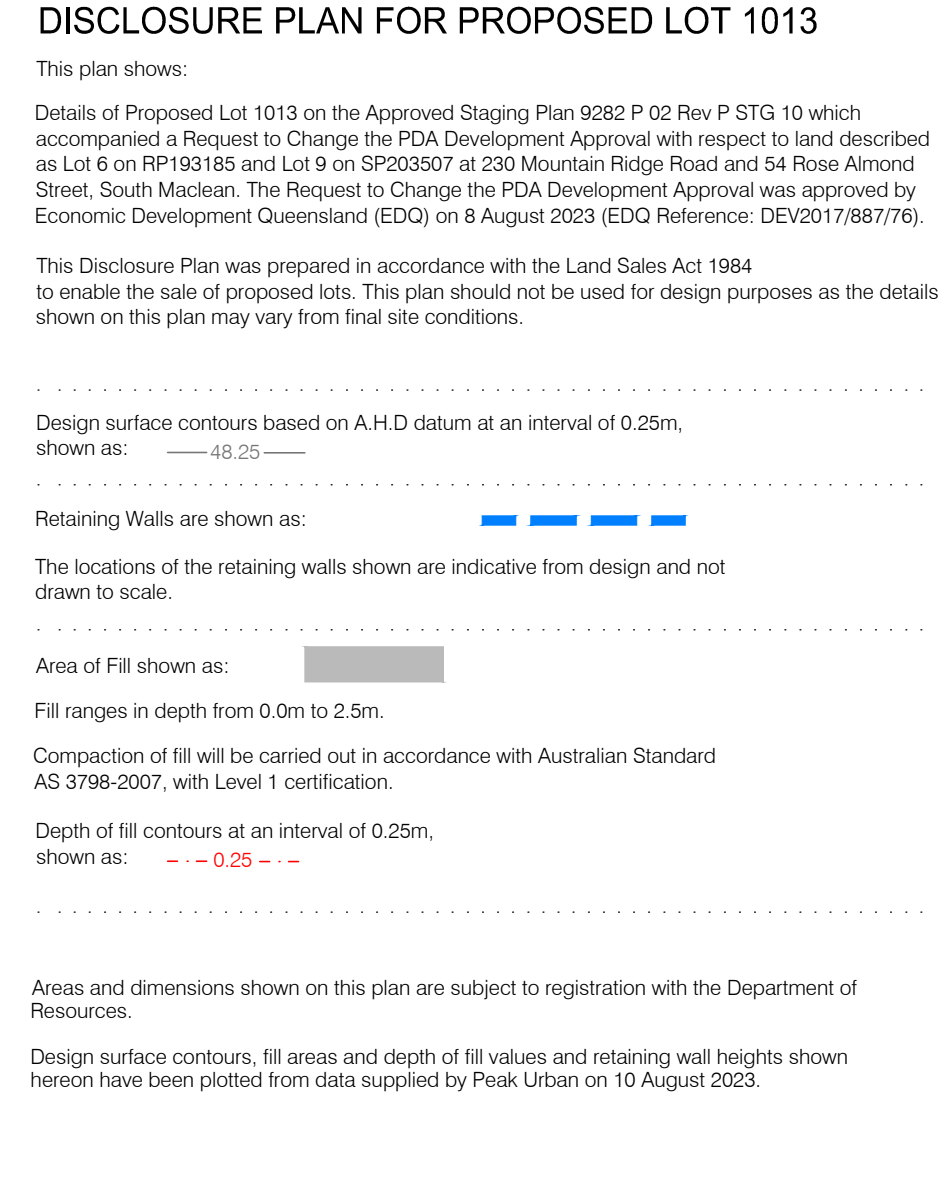 DISCLOSURE PLAN FOR PROPOSED LOT 1013
This plan shows:
Details of Proposed Lot 1013 on the Approved Staging Plan 9282 P 02 Rev P STG 10 which
accompanied a Request to Change the PDA Development Approval with respect to land described
as Lot 6 on RP193185 and Lot 9 on SP203507 at 230 Mountain Ridge Road and 54 Rose Almond
Street, South Maclean. The Request to Change the PDA Development Approval was approved by
Economic Development Queensland (EDQ) on 8 August 2023 (EDQ Reference: DEV2017/887/76).
This Disclosure Plan was prepared in accordance with the Land Sales Act 1984
to enable the sale of proposed lots. This plan should not be used for design purposes as the details
shown on this plan may vary from final site conditions.
Design surface contours based on A.H.D datum at an interval of 0.25m,
shown as: 48.25
Retaining Walls are shown as:
The locations of the retaining walls shown are indicative from design and not
drawn to scale.
Area of Fill shown as:
Fill ranges in depth from 0.0m to 2.5m.
Compaction of fill will be carried out in accordance with Australian Standard
AS 3798-2007, with Level 1 certification.
Depth of fill contours at an interval of 0.25m,
shown as: 0.25
Areas and dimensions shown on this plan are subject to registration with the Department of
Resources.
Design surface contours, fill areas and depth of fill values and retaining wall heights shown
hereon have been plotted from data supplied by Peak Urban on 10 August 2023.